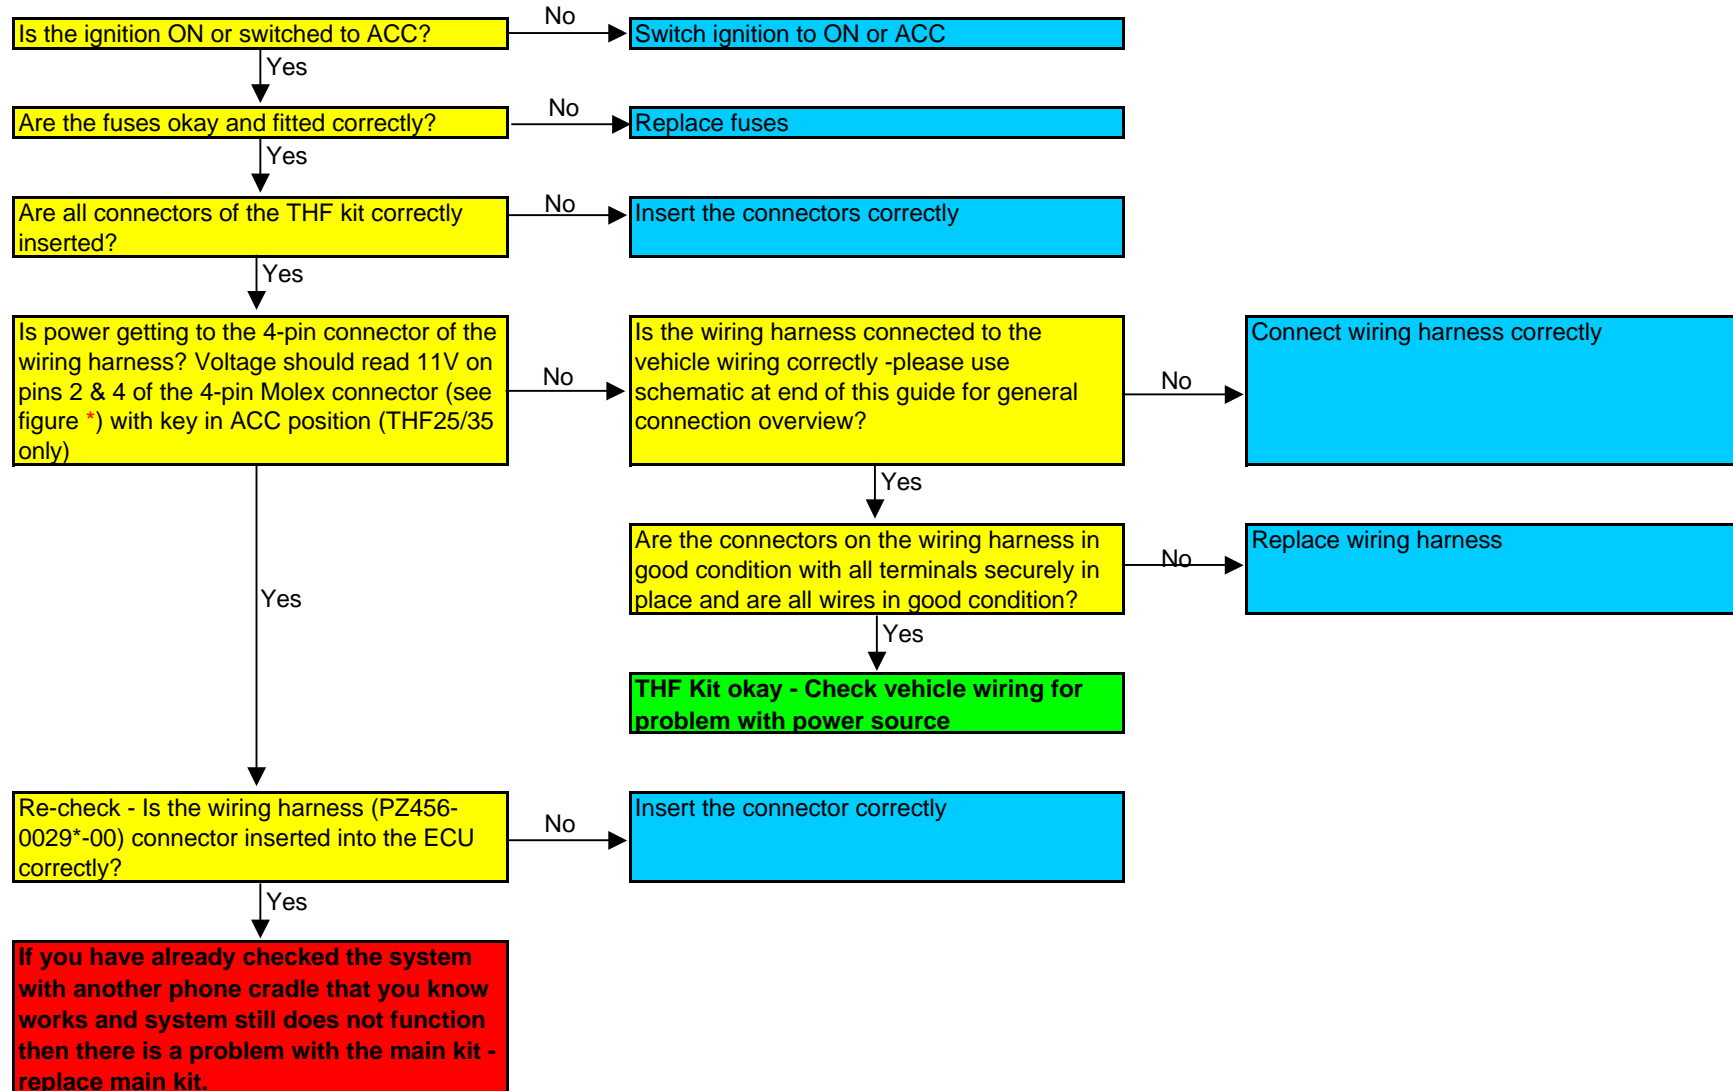 Is the ignition ON or switched to ACC?
No
Switch ignition to ON or ACC
Yes
Are the fuses okay and fitted correctly?
No
Replace fuses
Yes
Are all connectors of the THF kit correctly
inserted?
No
Insert the connectors correctly
Yes
Is power getting to the 4-pin connector of the
wiring harness? Voltage should read 11V on
pins 2 & 4 of the 4-pin Molex connector (see
figure *) with key in ACC position (THF25/35
only)
No
Is the wiring harness connected to the
vehicle wiring correctly -please use
schematic at end of this guide for general
connection overview?
No
Connect wiring harness correctly
Yes
Are the connectors on the wiring harness in
good condition with all terminals securely in
place and are all wires in good condition?
No
Replace wiring harness
Yes
Yes
THF Kit okay - Check vehicle wiring for
problem with power source
Re-check - Is the wiring harness (PZ456-
0029*-00) connector inserted into the ECU
correctly?
No
Insert the connector correctly
Yes
If you have already checked the system
with another phone cradle that you know
works and system still does not function
then there is a problem with the main kit -
replace main kit.